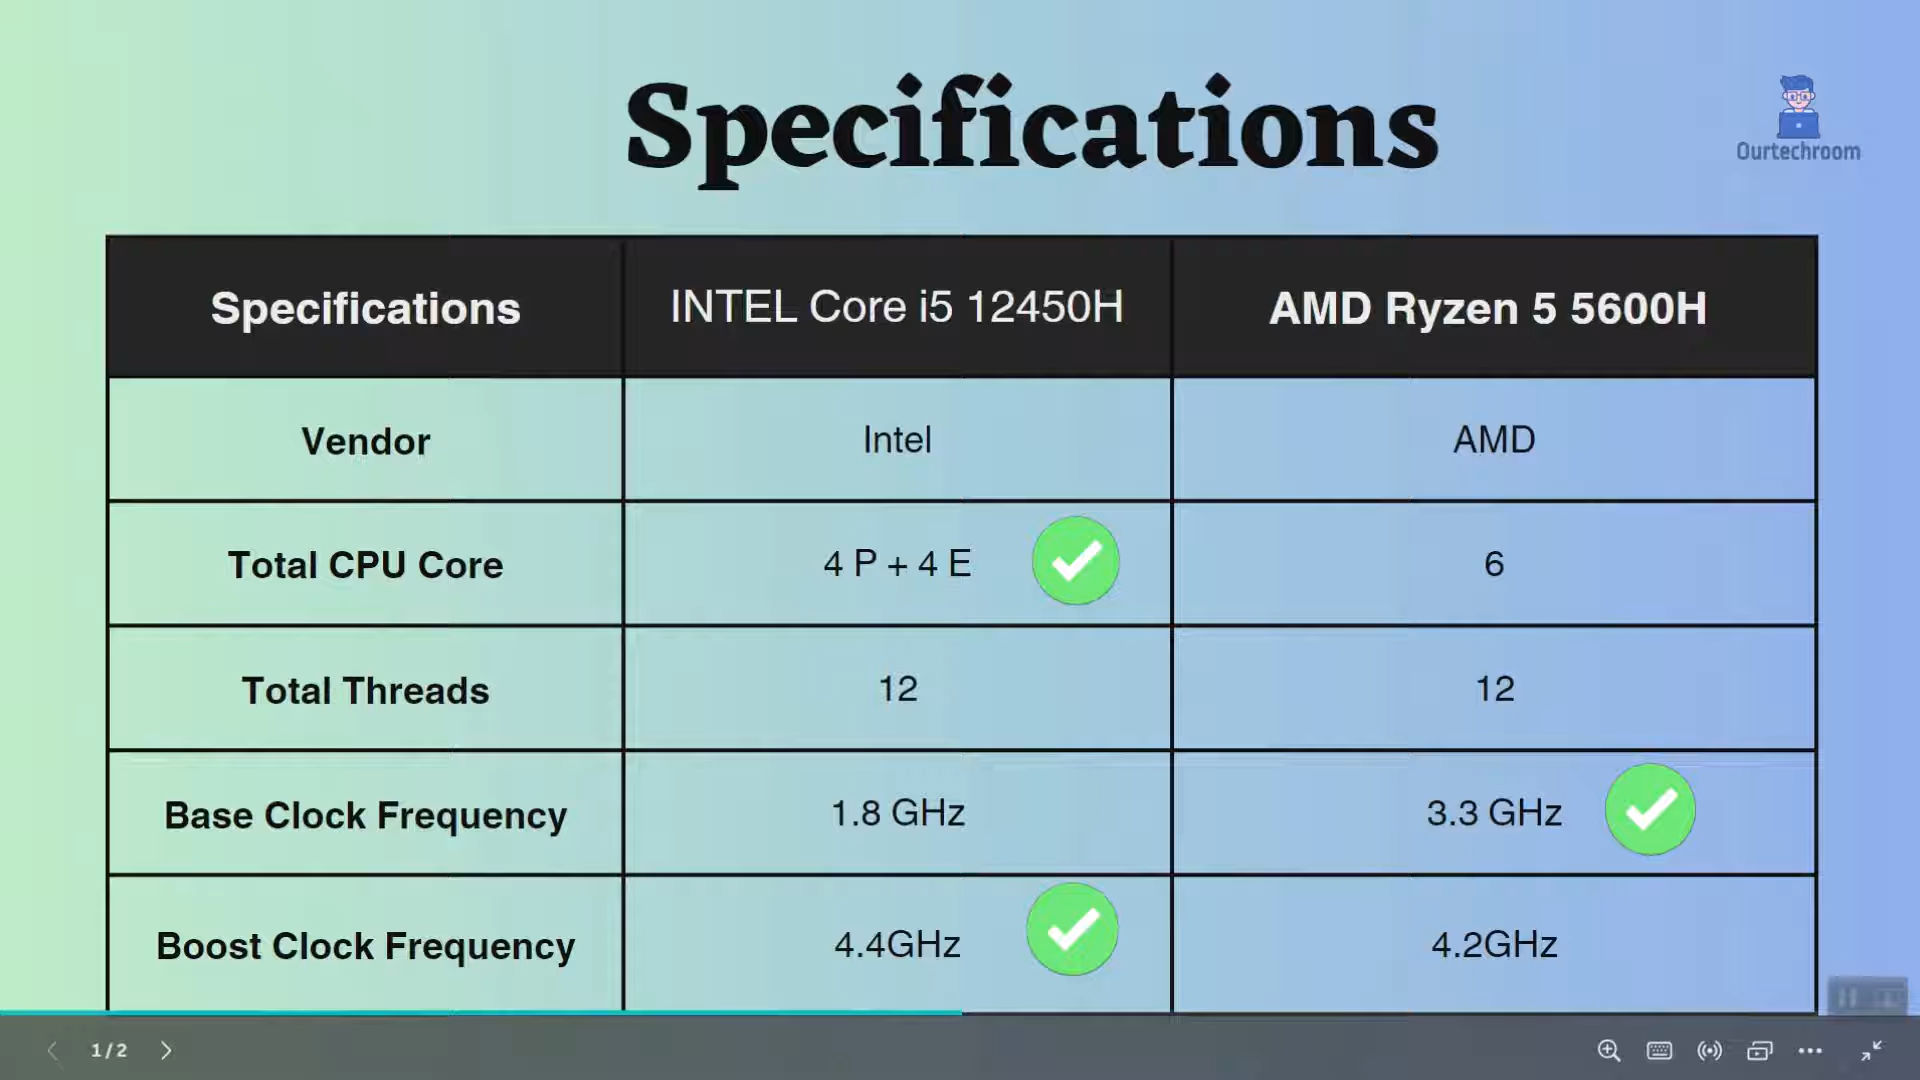 Specifications
Ourtechroom
Specifications INTEL Core i5 12450H AMD Ryzen 5 5600H
Vendor Intel AMD
Total CPU Core 4 P + 4 E 6
Total Threads 12 12
Base Clock Frequency 1.8 GHz 3.3 GHz
Boost Clock Frequency 4.4GHz 4.2GHz
1/2